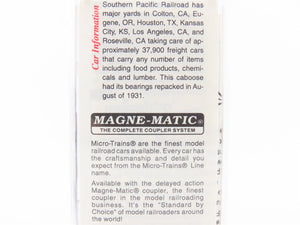 Southern Pacific Railroad has
major yards in Colton, CA, Eu-
gene, OR, Houston, TX, Kansas
City, KS, Los Angeles, CA, and
Roseville, CA taking care of ap-
proximately 37,900 freight cars
that carry any number of items
including food products, chemi-
cals and lumber. This caboose
had its bearings repacked in Au-
gust of 1931.
Car Information
MAGNE-MATIC®
THE COMPLETE COUPLER SYSTEM
Micro-Trains® are the finest model
railroad cars available. Every car has
the craftsmanship and detail you
expect from the Micro-Trains® Line
name.
Available with the delayed action
Magne-Matic® coupler, the finest
coupler in the model railroading
business. It's the "Standard by
Choice" of model railroaders around
the world!